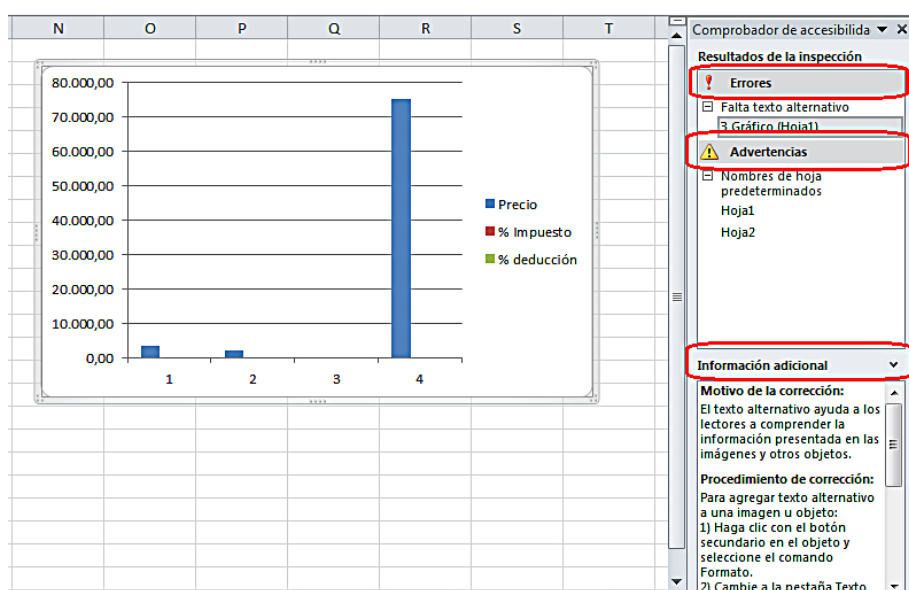 N O P Q R S T
80.000,00
70.000,00
60.000,00
50.000,00
40.000,00
30.000,00
20.000,00
10.000,00
0,00
1 2 3 4
Precio
% Impuesto
% deducción
Comprobador de accesibilida
Resultados de la inspección
Errores
Falta texto alternativo
3 Gráfico (Hoja1)
Advertencias
Nombres de hoja
predeterminados
Hoja1
Hoja2
Información adicional
Motivo de la corrección:
El texto alternativo ayuda a los
lectores a comprender la
información presentada en las
imágenes y otros objetos.
Procedimiento de corrección:
Para agregar texto alternativo
a una imagen u objeto:
1) Haga clic con el botón
secundario en el objeto y
seleccione el comando
Formato.
2) Cambie a la pestaña Texto